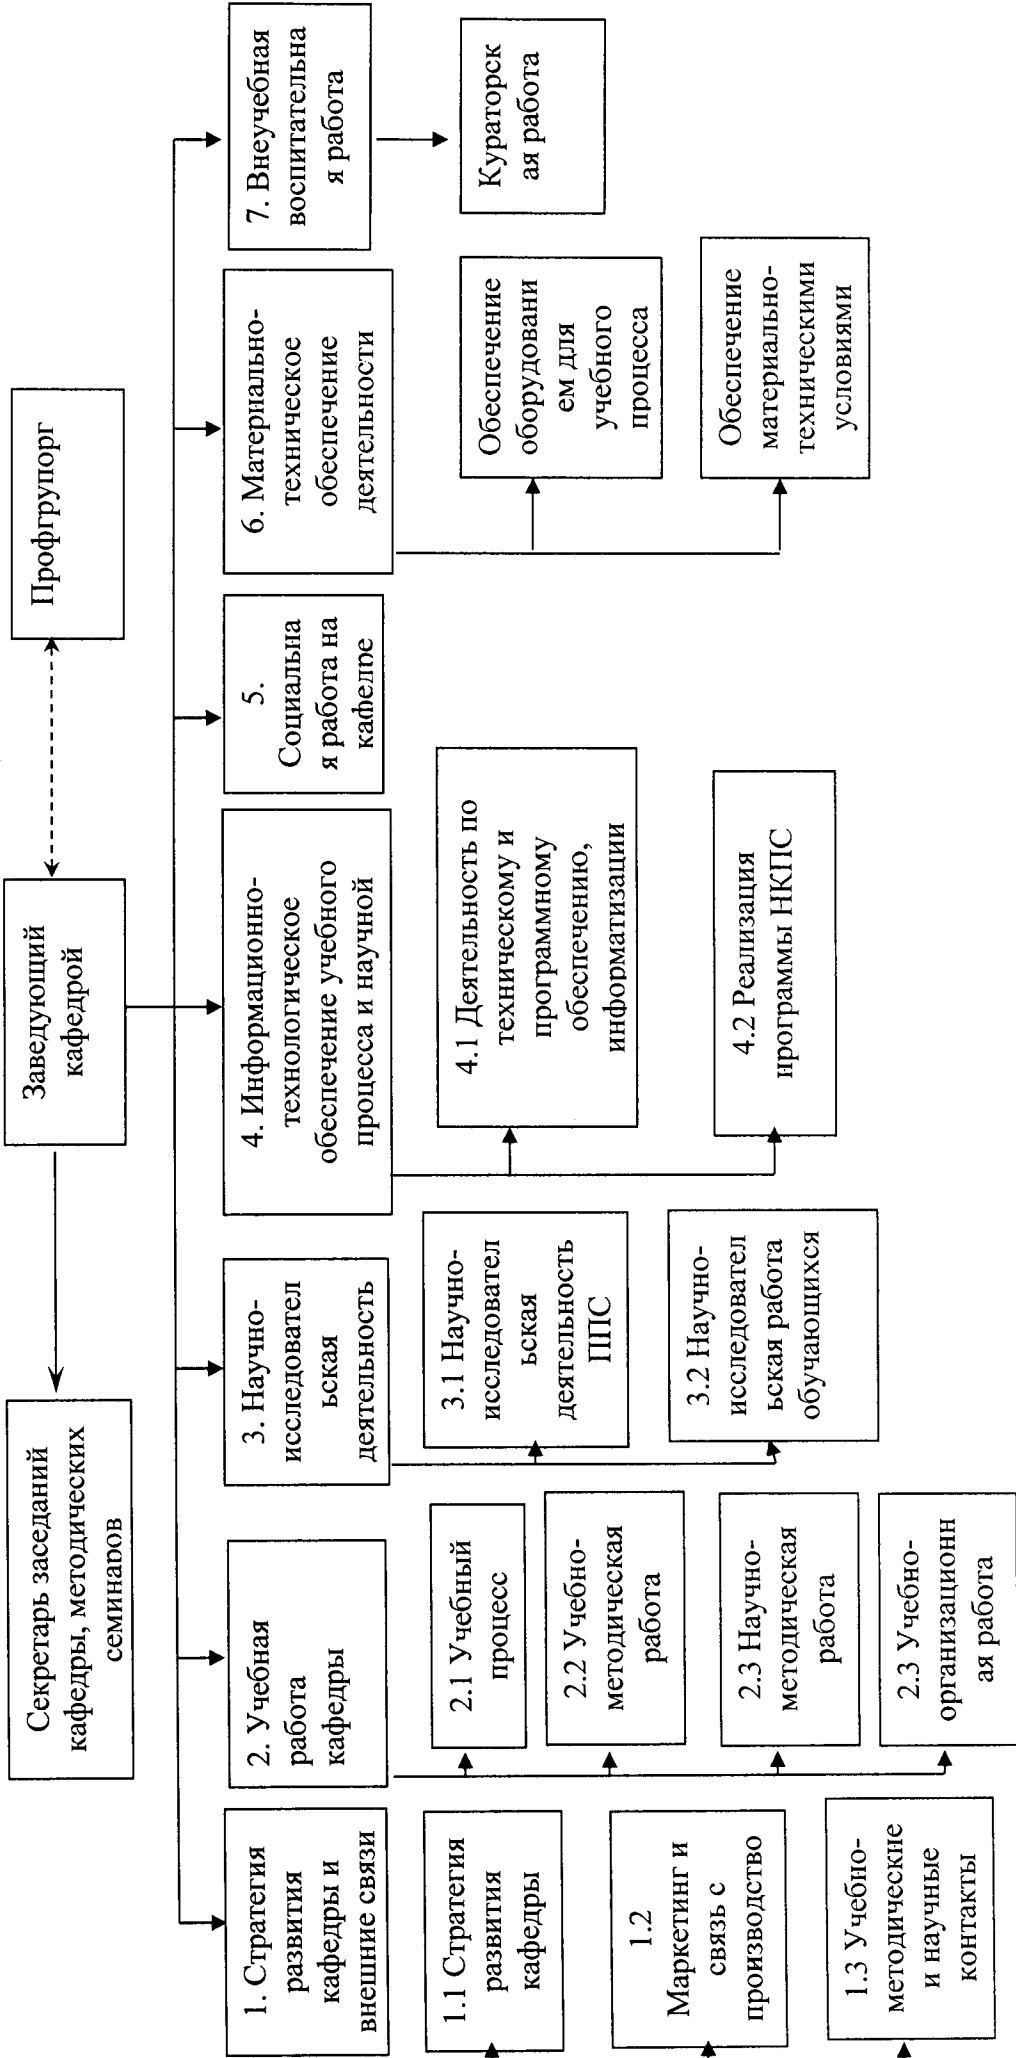 Секретарь заседаний
кафедры, методических
семинаров
Заведующий
кафедрой
Профгрупорг
1. Стратегия
развития
кафедры и
внешние связи
2. Учебная
работа
кафедры
3. Научно-
исследовател
ьская
деятельность
4. Информационно-
технологическое
обеспечение учебного
процесса и научной
5.
Социальна
я работа на
кафедре
6. Материально-
техническое
обеспечение
деятельности
7. Внеучебная
воспитательна
я работа
1.1 Стратегия
развития
кафедры
1.2
Маркетинг и
связь с
производство
1.3 Учебно-
методические
и научные
контакты
2.1 Учебный
процесс
2.2 Учебно-
методическая
работа
2.3 Научно-
методическая
работа
2.3 Учебно-
организационн
ая работа
3.1 Научно-
исследовател
ьская
деятельность
ППС
3.2 Научно-
исследовател
ьская работа
обучающихся
4.1 Деятельность по
техническому и
программному
обеспечению,
информатизации
4.2 Реализация
программы НКПС
Обеспечение
оборудовани
ем для
учебного
процесса
Обеспечение
материально-
техническими
условиями
Кураторск
ая работа